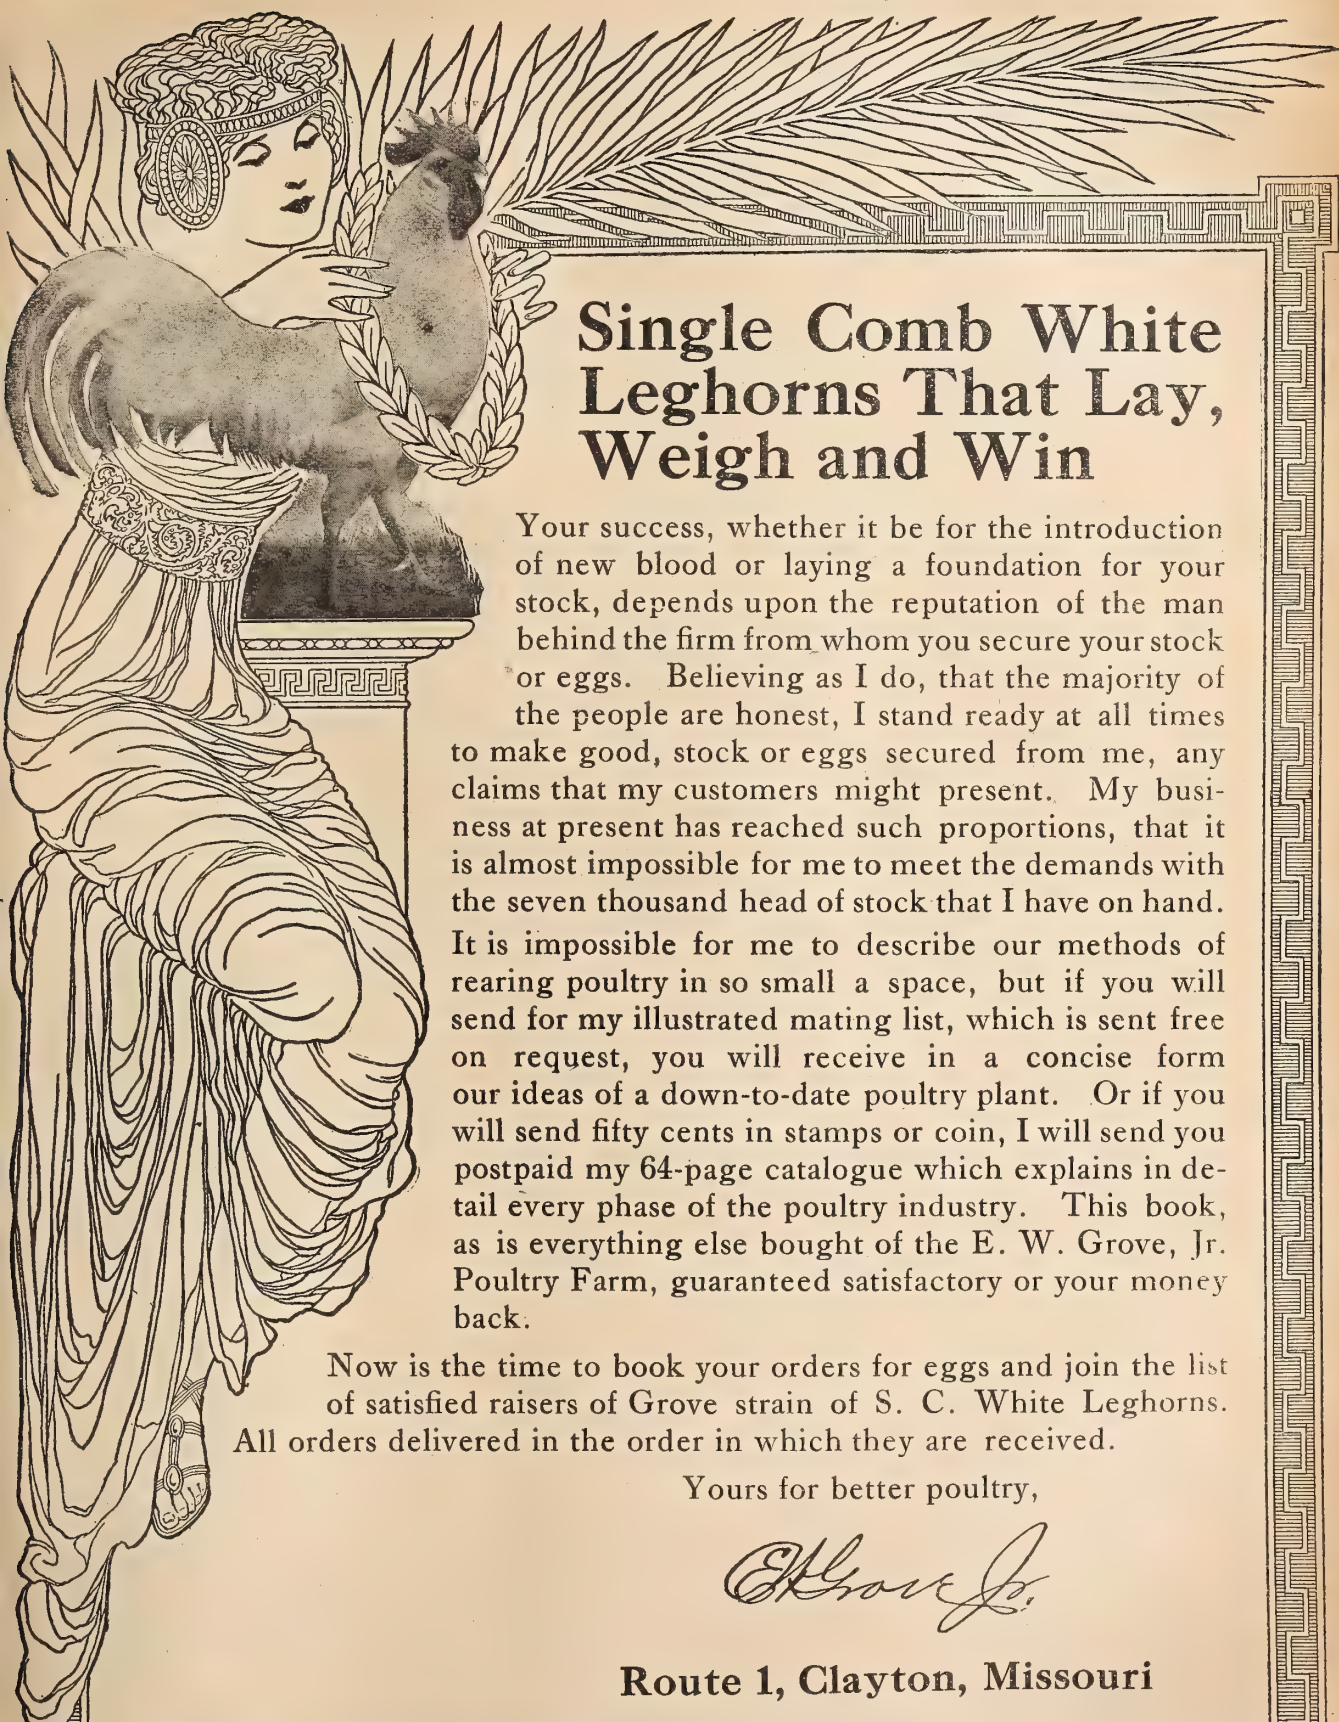 Single Comb White
Leghorns That Lay,
Weigh and Win
Your success, whether it be for the introduction
of new blood or laying a foundation for your
stock, depends upon the reputation of the man
behind the firm from whom you secure your stock
or eggs. Believing as I do, that the majority of
the people are honest, I stand ready at all times
to make good, stock or eggs secured from me, any
claims that my customers might present. My busi-
ness at present has reached such proportions, that it
is almost impossible for me to meet the demands with
the seven thousand head of stock that I have on hand.
It is impossible for me to describe our methods of
rearing poultry in so small a space, but if you will
send for my illustrated mating list, which is sent free
on request, you will receive in a concise form
our ideas of a down-to-date poultry plant. Or if you
will send fifty cents in stamps or coin, I will send you
postpaid my 64-page catalogue which explains in de-
tail every phase of the poultry industry. This book,
as is everything else bought of the E. W. Grove, Jr.
Poultry Farm, guaranteed satisfactory or your money
back.
Now is the time to book your orders for eggs and join the list
of satisfied raisers of Grove strain of S. C. White Leghorns.
All orders delivered in the order in which they are received.
Yours for better poultry,
EW Grove Jr.
Route 1, Clayton, Missouri